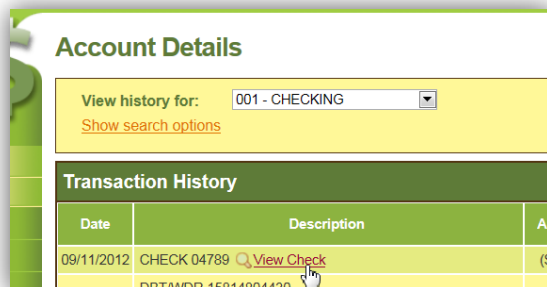 $
Account Details
View history for: 001 - CHECKING
Show search options
Transaction History
Date Description
09/11/2012 CHECK 04789 View Check